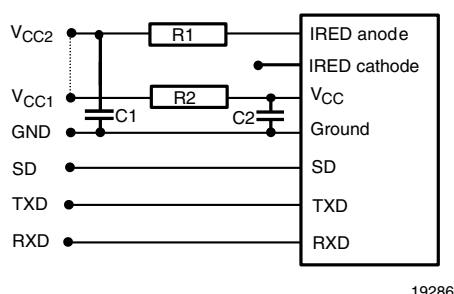 VCC2
R1
IRED anode
IRED cathode
VCC1
R2
VCC
C1
C2
GND
Ground
SD
SD
TXD
TXD
RXD
RXD
19286